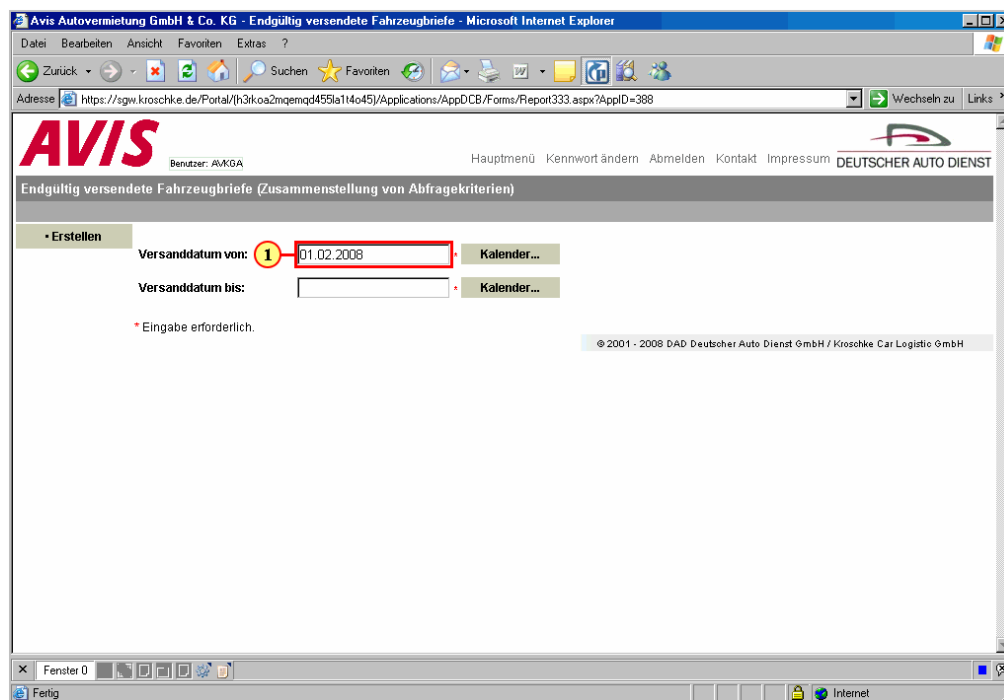 Avis Autovermietung GmbH & Co. KG - Endgültig versendete Fahrzeugbriefe - Microsoft Internet Explorer
Datei Bearbeiten Ansicht Favoriten Extras ?
Zurück Suchen Favoriten
Adresse https://sgw.kroschke.de/Portal/(h3rkoa2mqemqd455la1t4o45)/Applications/AppDCB/Forms/Report333.aspx?AppID=388 Wechseln zu Links
AVIS
Benutzer: AVKGA
Hauptmenü Kennwort ändern Abmelden Kontakt Impressum DEUTSCHER AUTO DIENST
Endgültig versendete Fahrzeugbriefe (Zusammenstellung von Abfragekriterien)
• Erstellen
Versanddatum von: 1 01.02.2008 * Kalender...
Versanddatum bis: * Kalender...
* Eingabe erforderlich.
© 2001 - 2008 DAD Deutscher Auto Dienst GmbH / Kroschke Car Logistic GmbH
Fenster 0
Fertig Internet